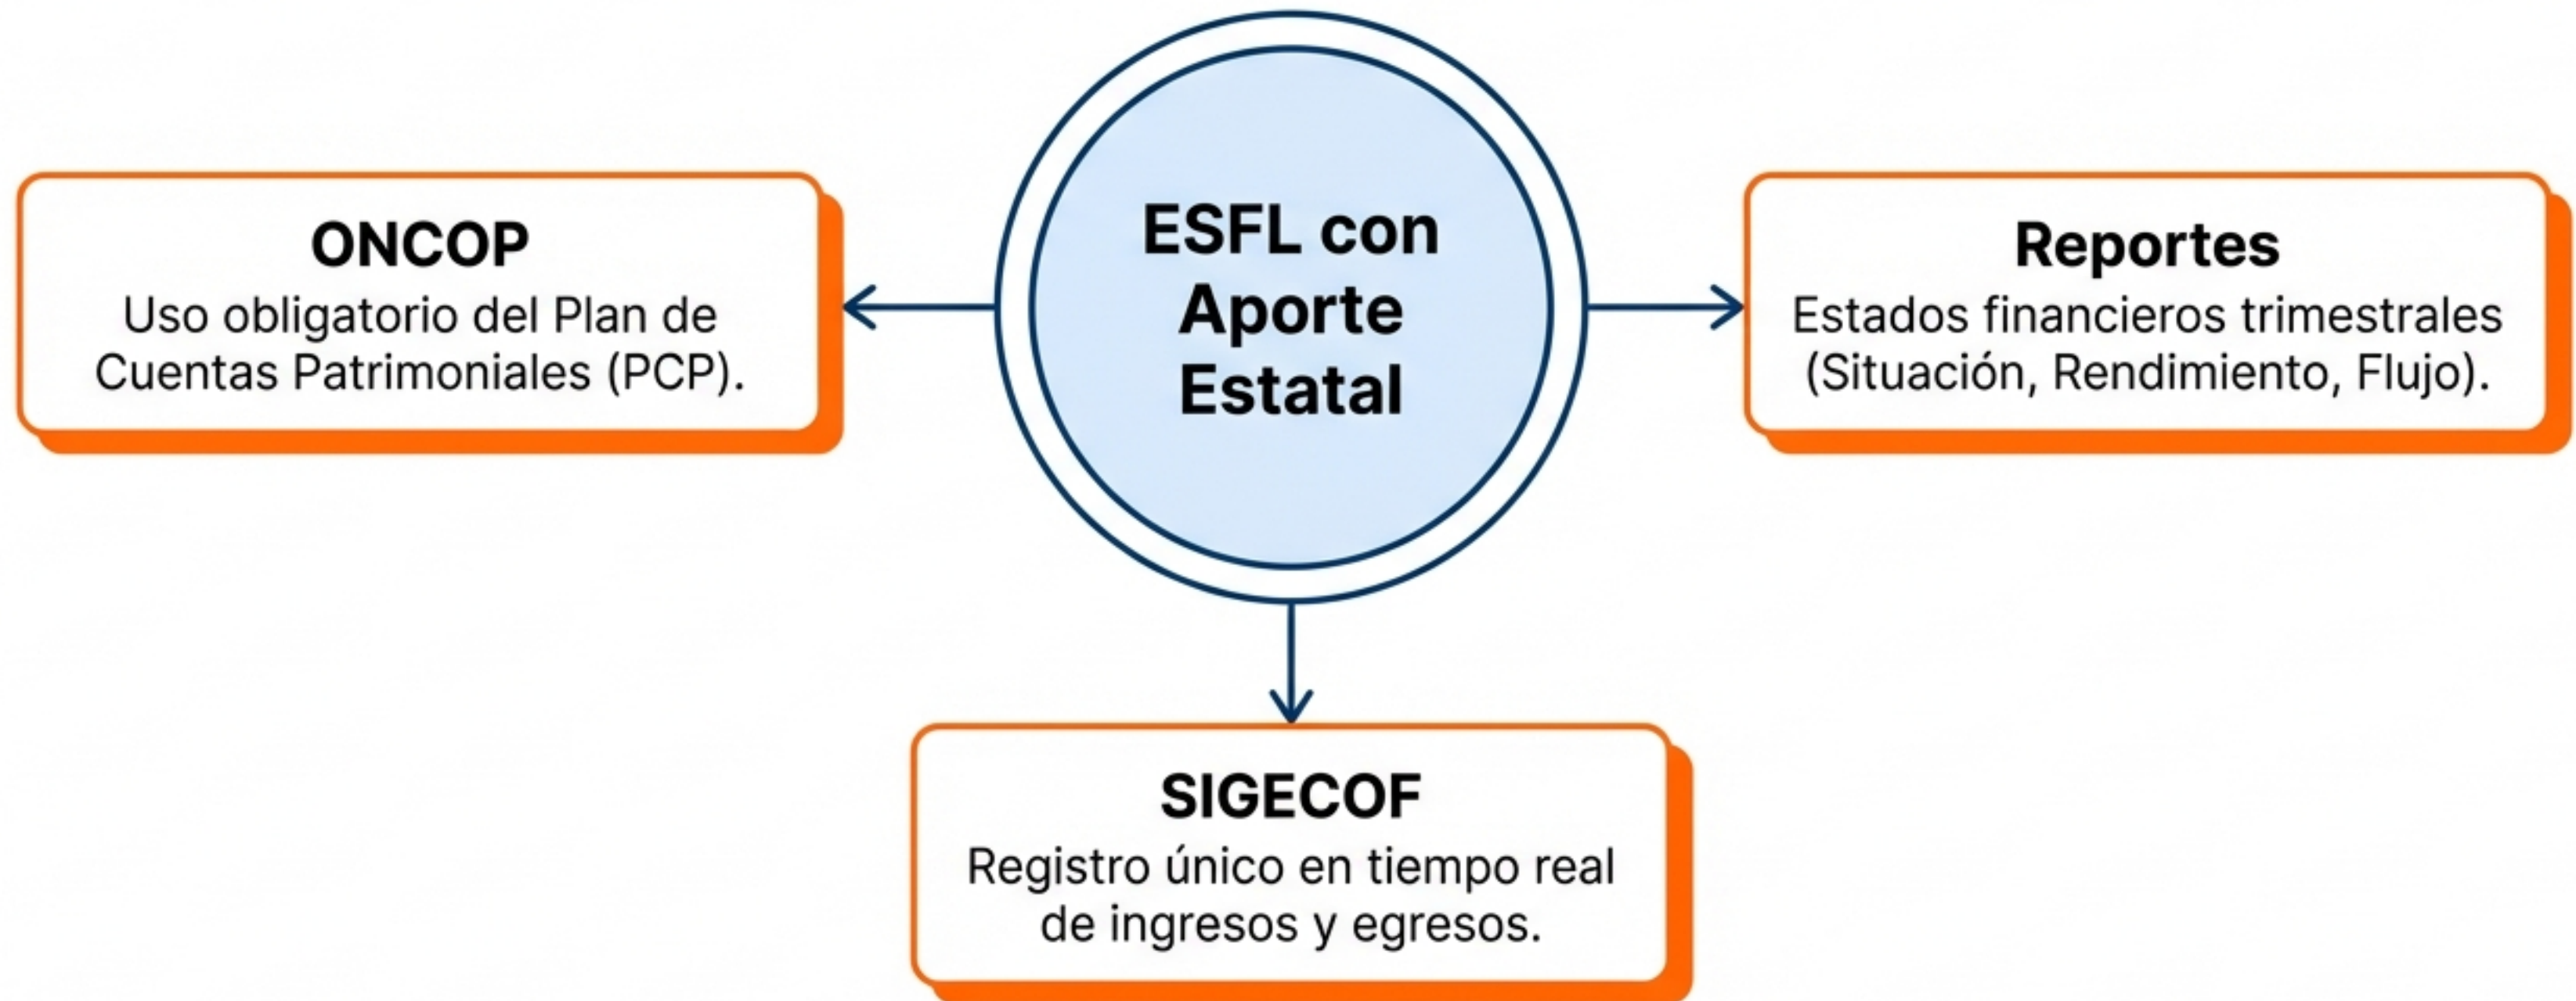 ESFL con
Aporte
Estatal
ONCOP
Uso obligatorio del Plan de
Cuentas Patrimoniales (PCP).
Reportes
Estados financieros trimestrales
(Situación, Rendimiento, Flujo).
SIGECOF
Registro único en tiempo real
de ingresos y egresos.